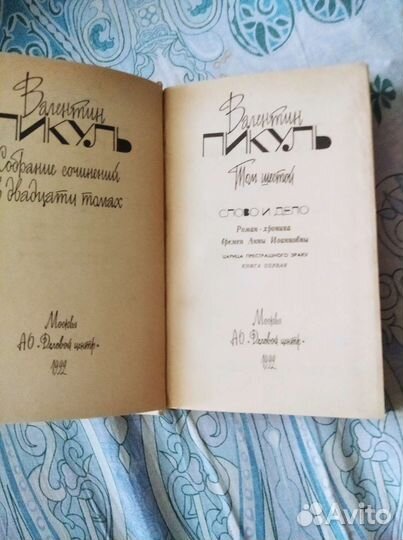 Валентин
ПИКУЛЬ
Собрание сочинений
в двадцати томах
Москва
АО „Деловой центр“
1992
Валентин
ПИКУЛЬ
Том шестой
СЛОВО И ДЕЛО
Роман-хроника
времен Анны Иоанновны
ЦАРИЦА ПРЕСТРАШНОГО ЗРАКУ
КНИГА ПЕРВАЯ
Москва
АО „Деловой центр“
1992
Avito